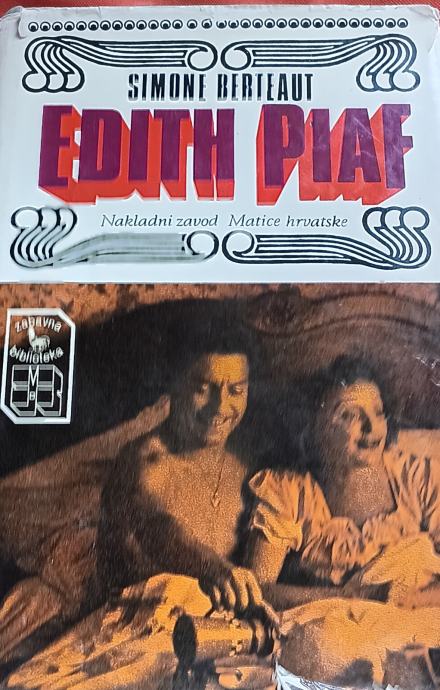 SIMONE BERTEAUT
EDITH PIAF
Nakladni zavod Matice hrvatske
zabavna
biblioteka